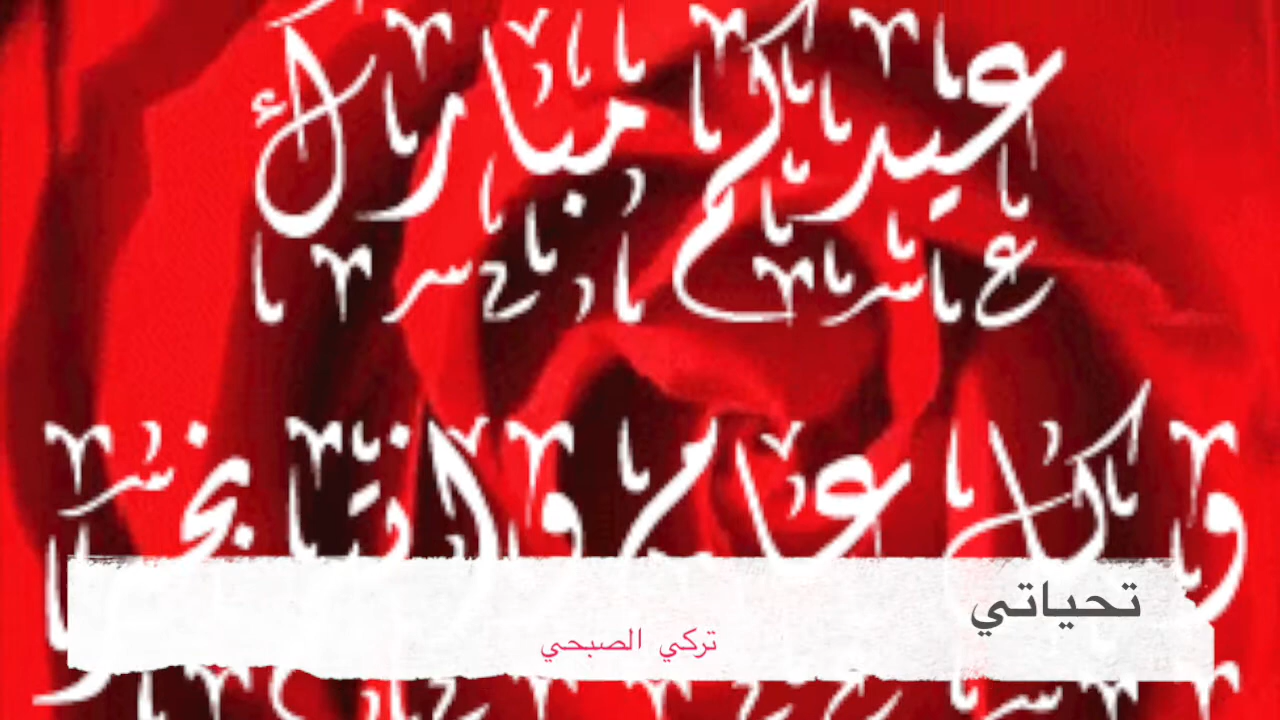 عيدكم مبارك
وكل عام وانتم بخير
تحياتي
تركي الصبحي